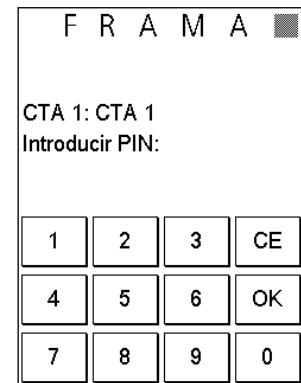 F R A M A
CTA 1: CTA 1
Introducir PIN:
1 2 3 CE
4 5 6 OK
7 8 9 0